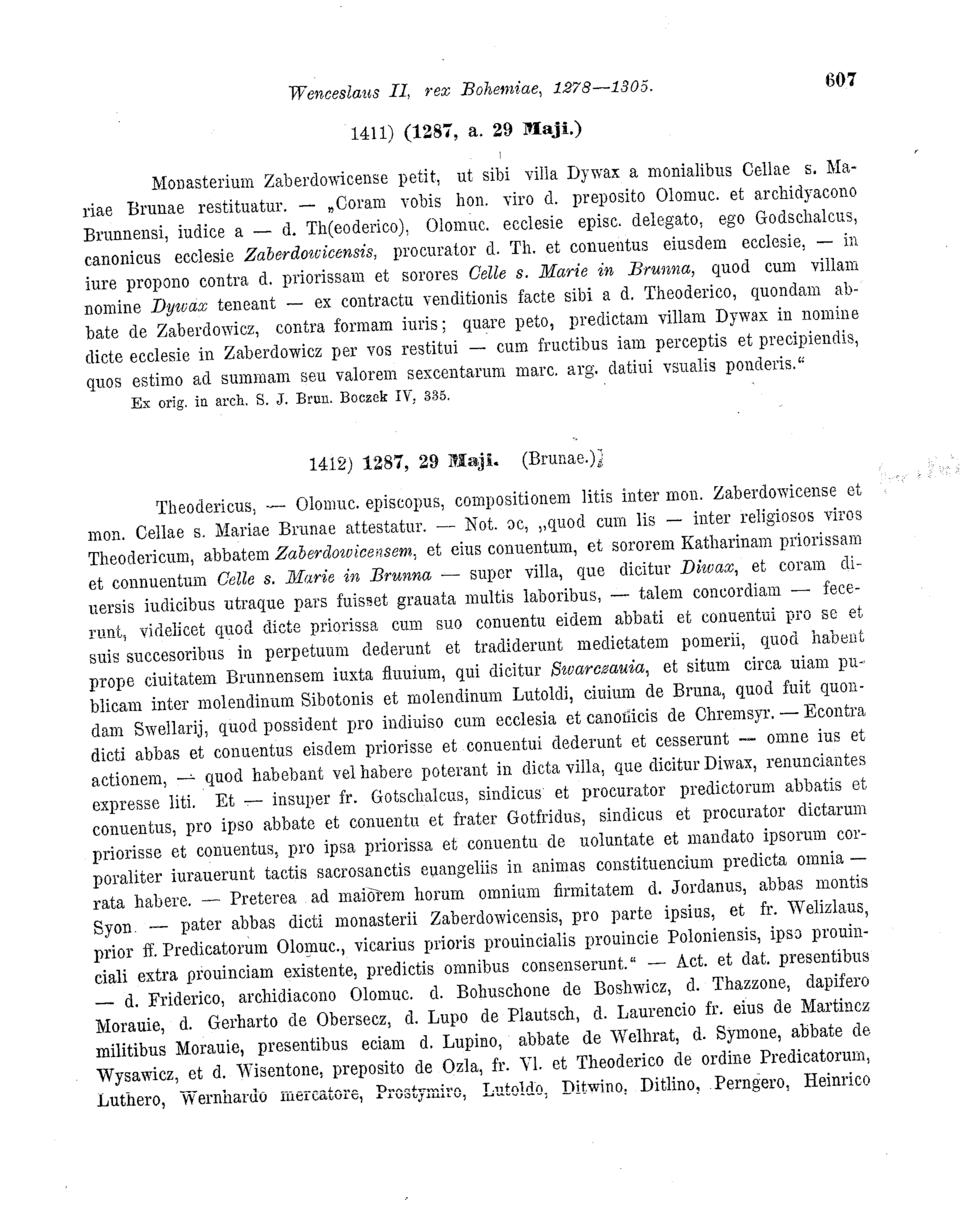 Wenceslaus II, rex Bohemiae, 1278—1305.
607
1411) (1287, a. 29 Maji.)
Monasterium Zaberdowicense petit, ut sibi villa Dywax a monialibus Cellae s. Ma-
riae Brunae restituatur. — „Coram vobis hon. viro d. preposito Olomuc. et archidyacono
Brunnensi, iudice a — d. Th(eoderico), Olomuc. ecclesie episc. delegato, ego Godschalcus,
canonicus ecclesie Zaberdowicensis, procurator d. Th. et conuentus eiusdem ecclesie, — in
iure propono contra d. priorissam et sorores Celle s. Marie in Brunna, quod cum villam
nomine Dywax teneant — ex contractu venditionis facte sibi a d. Theoderico, quondam ab-
bate de Zaberdowicz, contra formam iuris; quare peto, predictam villam Dywax in nomine
dicte ecclesie in Zaberdowicz per vos restitui — cum fructibus iam perceptis et precipiendis,
quos estimo ad summam seu valorem sexcentarum marc. arg. datiui vsualis ponderis.“
Ex orig. in arch. S. J. Brun. Boczek IV, 335.
1412) 1287, 29 Maji. (Brunae.)
Theodericus, — Olomuc. episcopus, compositionem litis inter mon. Zaberdowicense et
mon. Cellae s. Mariae Brunae attestatur. — Not. oc, „quod cum lis — inter religiosos viros
Theodericum, abbatem Zaberdowicensem, et eius conuentum, et sororem Katharinam priorissam
et connuentum Celle s. Marie in Brunna — super villa, que dicitur Diwax, et coram di-
uersis iudicibus utraque pars fuisset grauata multis laboribus, — talem concordiam — fece-
runt, videlicet quod dicte priorissa cum suo conuentu eidem abbati et conuentui pro se et
suis succesoribus in perpetuum dederunt et tradiderunt medietatem pomerii, quod habent
prope ciuitatem Brunnensem iuxta fluuium, qui dicitur Swarczauia, et situm circa uiam pu-
blicam inter molendinum Sibotonis et molendinum Lutoldi, ciuium de Bruna, quod fuit quon-
dam Swellarij, quod possident pro indiuiso cum ecclesia et canonicis de Chremsyr. — Econtra
dicti abbas et conuentus eisdem priorisse et conuentui dederunt et cesserunt — omne ius et
actionem, — quod habebant vel habere poterant in dicta villa, que dicitur Diwax, renunciantes
expresse liti. Et — insuper fr. Gotschalcus, sindicus et procurator predictorum abbatis et
conuentus, pro ipso abbate et conuentu et frater Gotfridus, sindicus et procurator dictarum
priorisse et conuentus, pro ipsa priorissa et conuentu de uoluntate et mandato ipsorum cor-
poraliter iurauerunt tactis sacrosanctis euangeliis in animas constituencium predicta omnia —
rata habere. — Preterea ad maiorem horum omnium firmitatem d. Jordanus, abbas montis
Syon — pater abbas dicti monasterii Zaberdowicensis, pro parte ipsius, et fr. Welizlaus,
prior ff. Predicatorum Olomuc., vicarius prioris prouincialis prouincie Poloniensis, ipso prouin-
ciali extra prouinciam existente, predictis omnibus consenserunt.“ — Act. et dat. presentibus
— d. Friderico, archidiacono Olomuc. d. Bohuschone de Boshwicz, d. Thazzone, dapifero
Morauie, d. Gerharto de Obersecz, d. Lupo de Plautsch, d. Laurencio fr. eius de Martincz
militibus Morauie, presentibus eciam d. Lupino, abbate de Welhrat, d. Symone, abbate de
Wysawicz, et d. Wisentone, preposito de Ozla, fr. Vl. et Theoderico de ordine Predicatorum,
Luthero, Wernhardo mercatore, Prostymiro, Lutoldo, Ditwino, Ditlino, Perngero, Heinrico